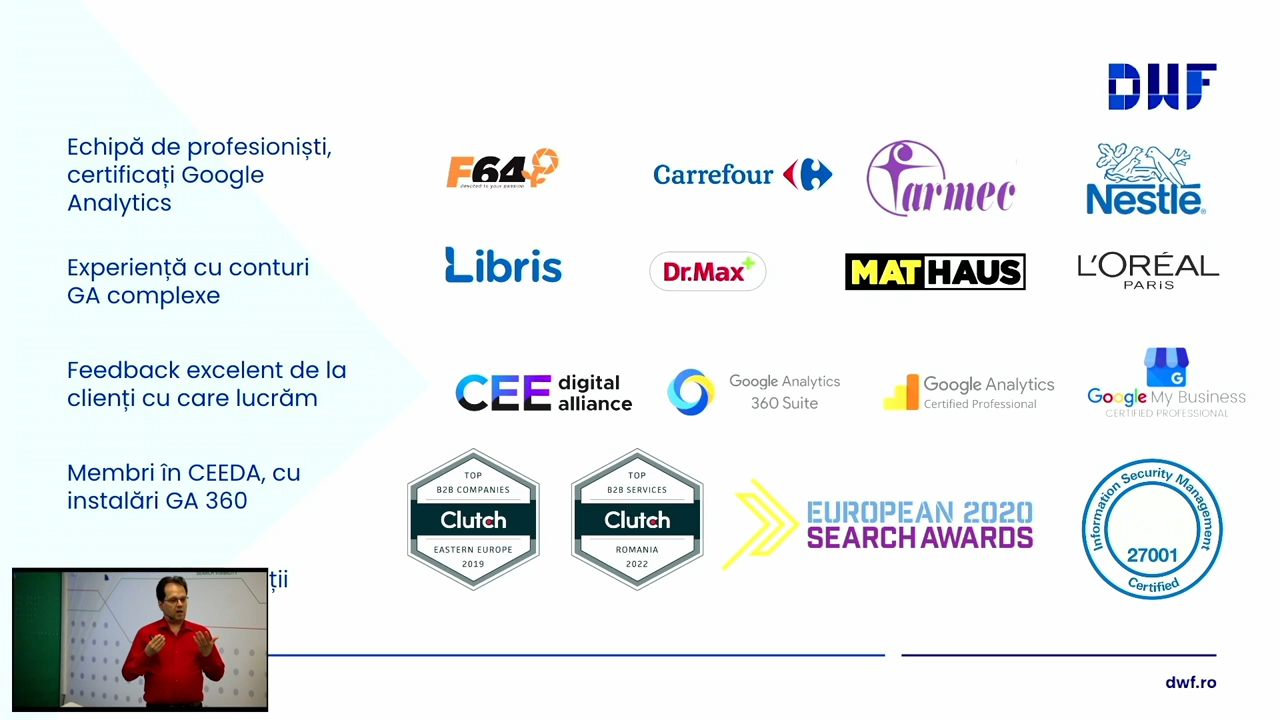 DWF
Echipă de profesioniști,
certificați Google
Analytics
F64
devoted to your passion
Carrefour
farmec
Nestlé
Experiență cu conturi
GA complexe
Libris
Dr.Max+
MATHAUS
L'ORÉAL
PARIS
Feedback excelent de la
clienți cu care lucrăm
CEE digital
alliance
Google Analytics
360 Suite
Google Analytics
Certified Professional
G
Google My Business
CERTIFIED PROFESSIONAL
Membri în CEEDA, cu
instalări GA 360
TOP
B2B COMPANIES
Clutch
EASTERN EUROPE
2019
TOP
B2B SERVICES
Clutch
ROMANIA
2022
EUROPEAN 2020
SEARCH AWARDS
Information Security Management
27001
Certified
ții
dwf.ro